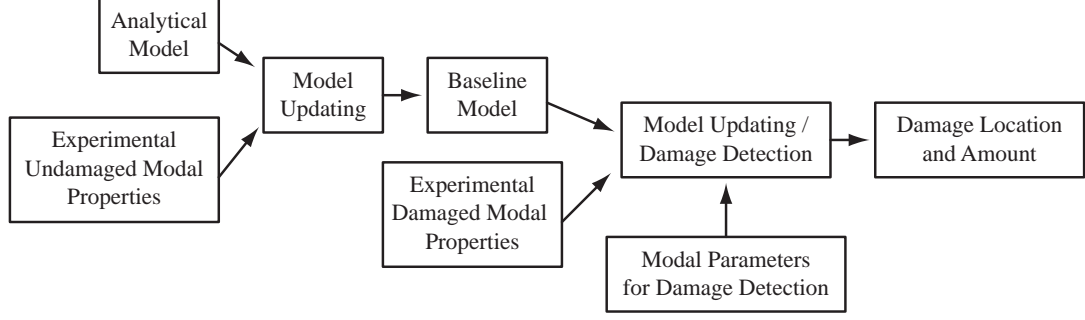 Analytical
Model
Experimental
Undamaged Modal
Properties
Model
Updating
Baseline
Model
Experimental
Damaged Modal
Properties
Model Updating /
Damage Detection
Modal Parameters
for Damage Detection
Damage Location
and Amount